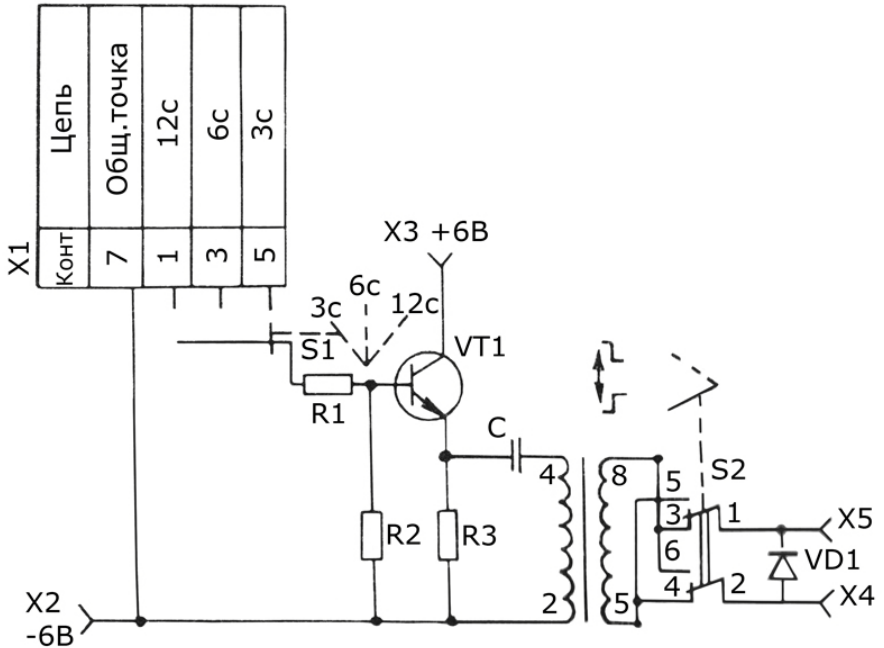 Цепь
Общ.точка
12с
6с
3с
X1
Конт
7
1
3
5
X3 +6В
6с
3с
12с
S1
VT1
R1
C
4
8
5
S2
3
1
X5
R2
R3
6
VD1
X2
-6В
2
5
4
2
X4